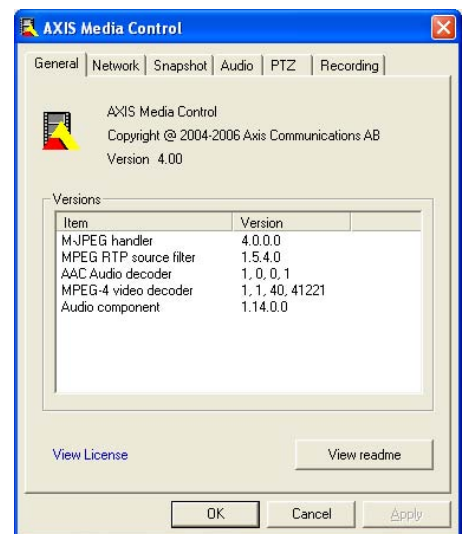 AXIS Media Control
General Network Snapshot Audio PTZ Recording
AXIS Media Control
Copyright @ 2004-2006 Axis Communications AB
Version 4.00
Versions
Item Version
M-JPEG handler 4.0.0.0
MPEG RTP source filter 1.5.4.0
AAC Audio decoder 1, 0, 0, 1
MPEG-4 video decoder 1, 1, 40, 41221
Audio component 1.14.0.0
View License View readme
OK Cancel Apply